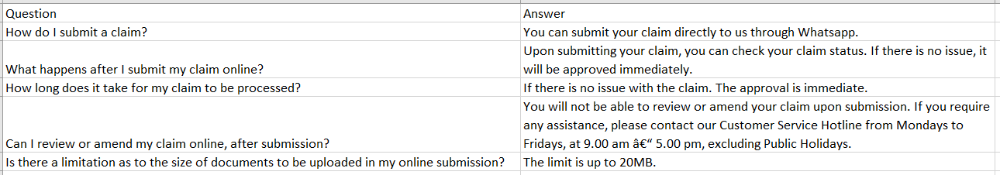 Question Answer
How do I submit a claim? You can submit your claim directly to us through Whatsapp.
Upon submitting your claim, you can check your claim status. If there is no issue, it
What happens after I submit my claim online? will be approved immediately.
How long does it take for my claim to be processed? If there is no issue with the claim. The approval is immediate.
You will not be able to review or amend your claim upon submission. If you require
any assistance, please contact our Customer Service Hotline from Mondays to
Can I review or amend my claim online, after submission? Fridays, at 9.00 am â€“ 5.00 pm, excluding Public Holidays.
Is there a limitation as to the size of documents to be uploaded in my online submission? The limit is up to 20MB.